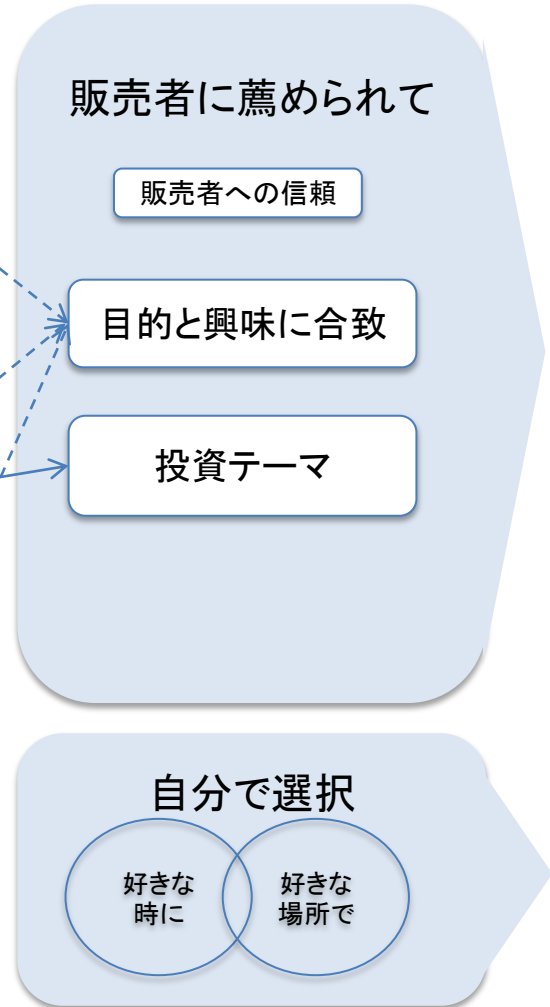 販売者に薦められて
販売者への信頼
目的と興味に合致
投資テーマ
自分で選択
好きな
時に
好きな
場所で